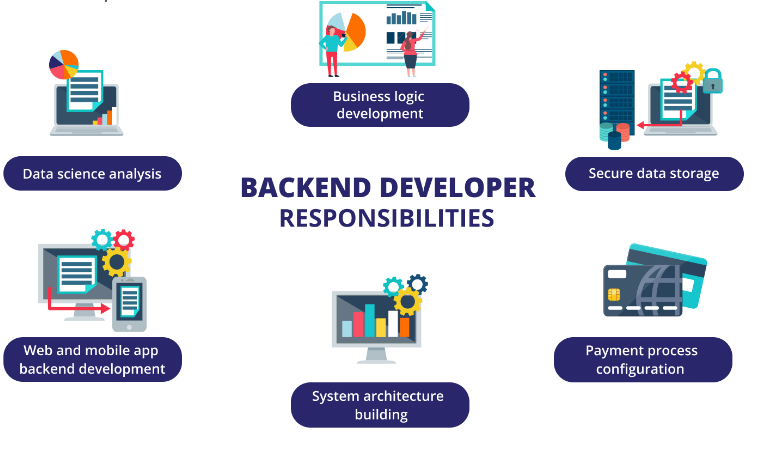 Business logic
development
Data science analysis
Secure data storage
BACKEND DEVELOPER
RESPONSIBILITIES
Web and mobile app
backend development
System architecture
building
Payment process
configuration